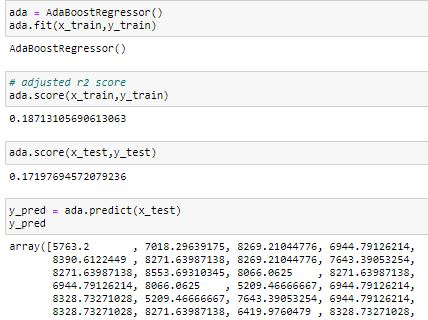 ada = AdaBoostRegressor()
ada.fit(x_train,y_train)
AdaBoostRegressor()
# adjusted r2 score
ada.score(x_train,y_train)
0.18713105690613063
ada.score(x_test,y_test)
0.17197694572079236
y_pred = ada.predict(x_test)
y_pred
array([5763.2       , 7018.29639175, 8269.21044776, 6944.79126214,
8390.6122449 , 8271.63987138, 8269.21044776, 7643.39053254,
8271.63987138, 8553.69310345, 8066.0625    , 8271.63987138,
6944.79126214, 8066.0625    , 5209.46666667, 6944.79126214,
8328.73271028, 5209.46666667, 7643.39053254, 8328.73271028,
8328.73271028, 8271.63987138, 6419.9760479 , 8328.73271028,